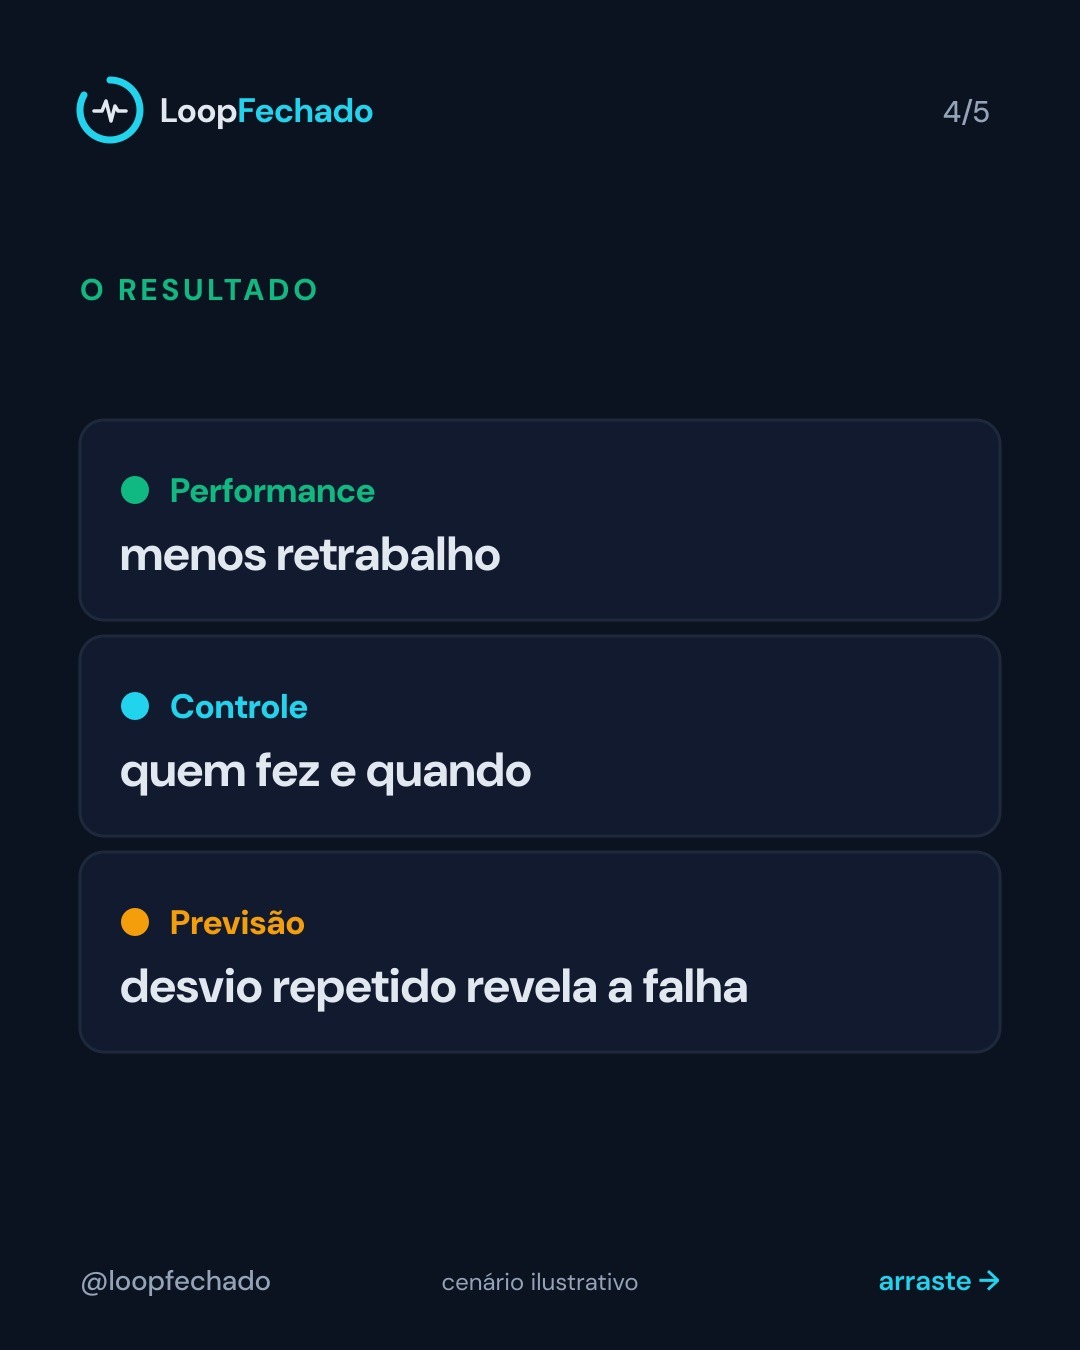 LoopFechado
4/5
O RESULTADO
Performance
menos retrabalho
Controle
quem fez e quando
Previsão
desvio repetido revela a falha
@loopfechado
cenário ilustrativo
arraste →